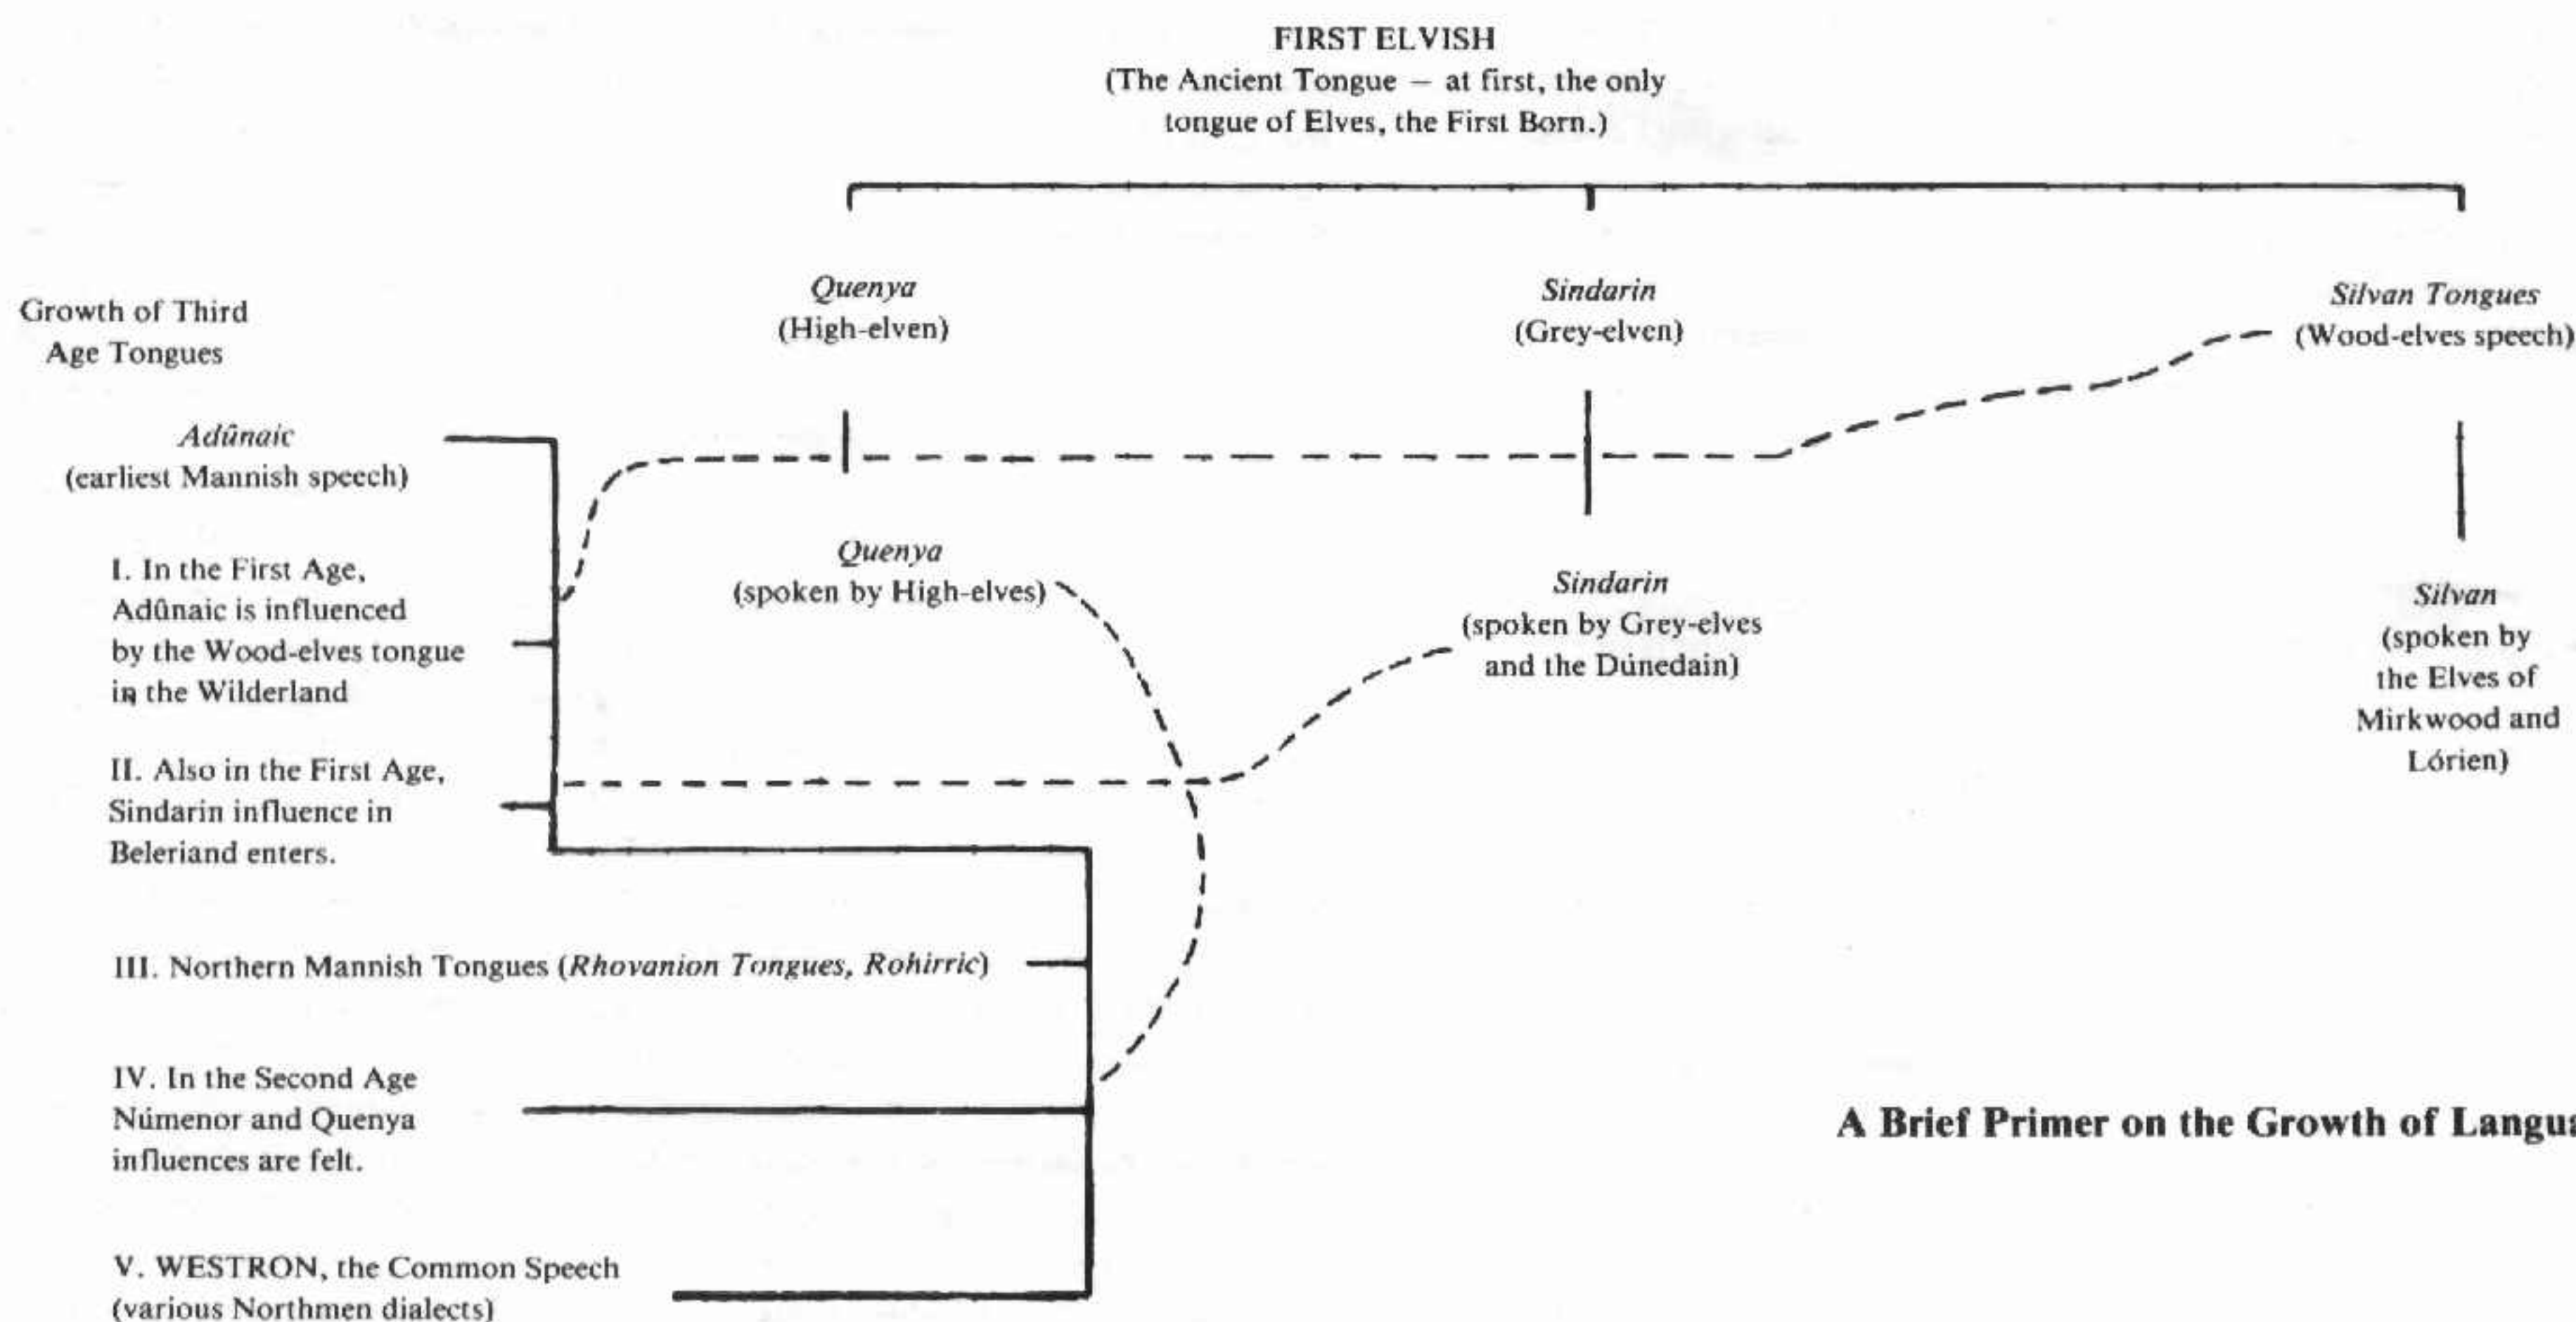 FIRST ELVISH
(The Ancient Tongue — at first, the only
tongue of Elves, the First Born.)
Growth of Third
Age Tongues
Quenya
(High-elven)
Sindarin
(Grey-elven)
Silvan Tongues
(Wood-elves speech)
Adûnaic
(earliest Mannish speech)
I. In the First Age,
Adûnaic is influenced
by the Wood-elves tongue
in the Wilderland
Quenya
(spoken by High-elves)
Sindarin
(spoken by Grey-elves
and the Dúnedain)
Silvan
(spoken by
the Elves of
Mirkwood and
Lórien)
II. Also in the First Age,
Sindarin influence in
Beleriand enters.
III. Northern Mannish Tongues (Rhovanion Tongues, Rohirric)
IV. In the Second Age
Númenor and Quenya
influences are felt.
A Brief Primer on the Growth of Langua
V. WESTRON, the Common Speech
(various Northmen dialects)